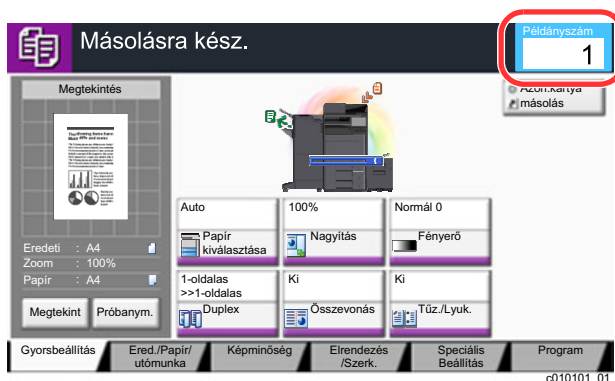 Másolásra kész.
Példányszám
1
Megtekintés
Azon.kártya
másolás
Eredeti : A4
Zoom : 100%
Papír : A4
Megtekint
Próbanym.
Auto
Papír
kiválasztása
100%
Nagyítás
Normál 0
Fényerő
1-oldalas
>>1-oldalas
Duplex
Ki
Összevonás
Ki
Tűz./Lyuk.
Gyorsbeállítás
Ered./Papír/
utómunka
Képminőség
Elrendezés
/Szerk.
Speciális
Beállítás
Program
c010101_01